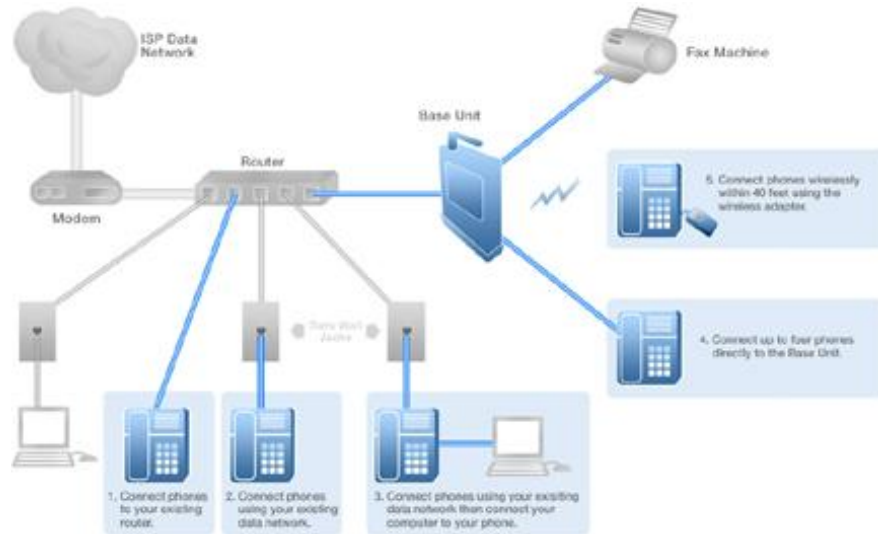 ISP Data
Network
Fax Machine
Base Unit
Router
Modem
5. Connect phones wirelessly
within 40 feet using the
wireless adapter.
Data Wall
Jacks
4. Connect up to four phones
directly to the Base Unit.
1. Connect phones
to your existing
router.
2. Connect phones
using your existing
data network.
3. Connect phones using your exisiting
data network then connect your
computer to your phone.